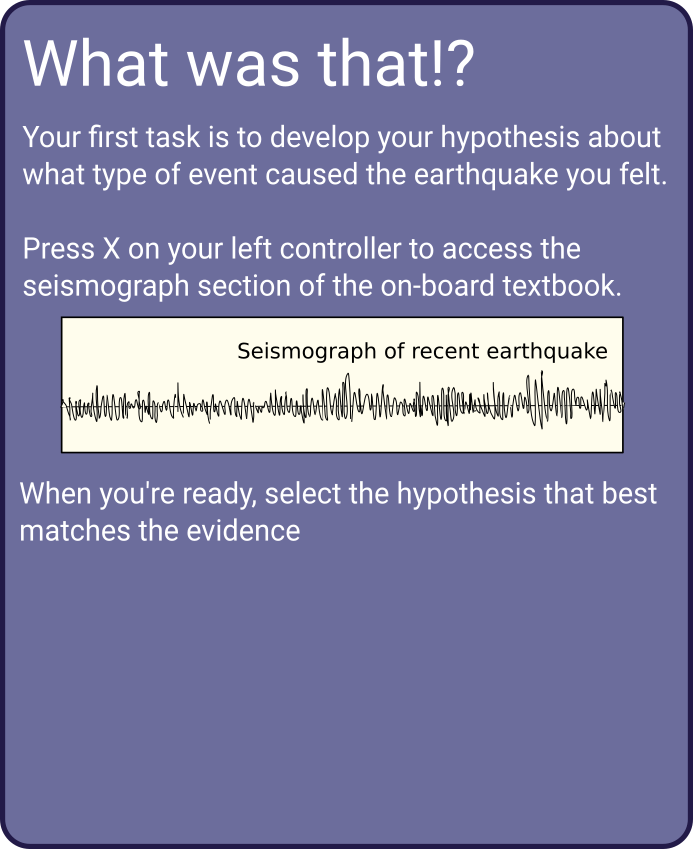 What was that!?
Your first task is to develop your hypothesis about
what type of event caused the earthquake you felt.
Press X on your left controller to access the
seismograph section of the on-board textbook.
Seismograph of recent earthquake
When you're ready, select the hypothesis that best
matches the evidence